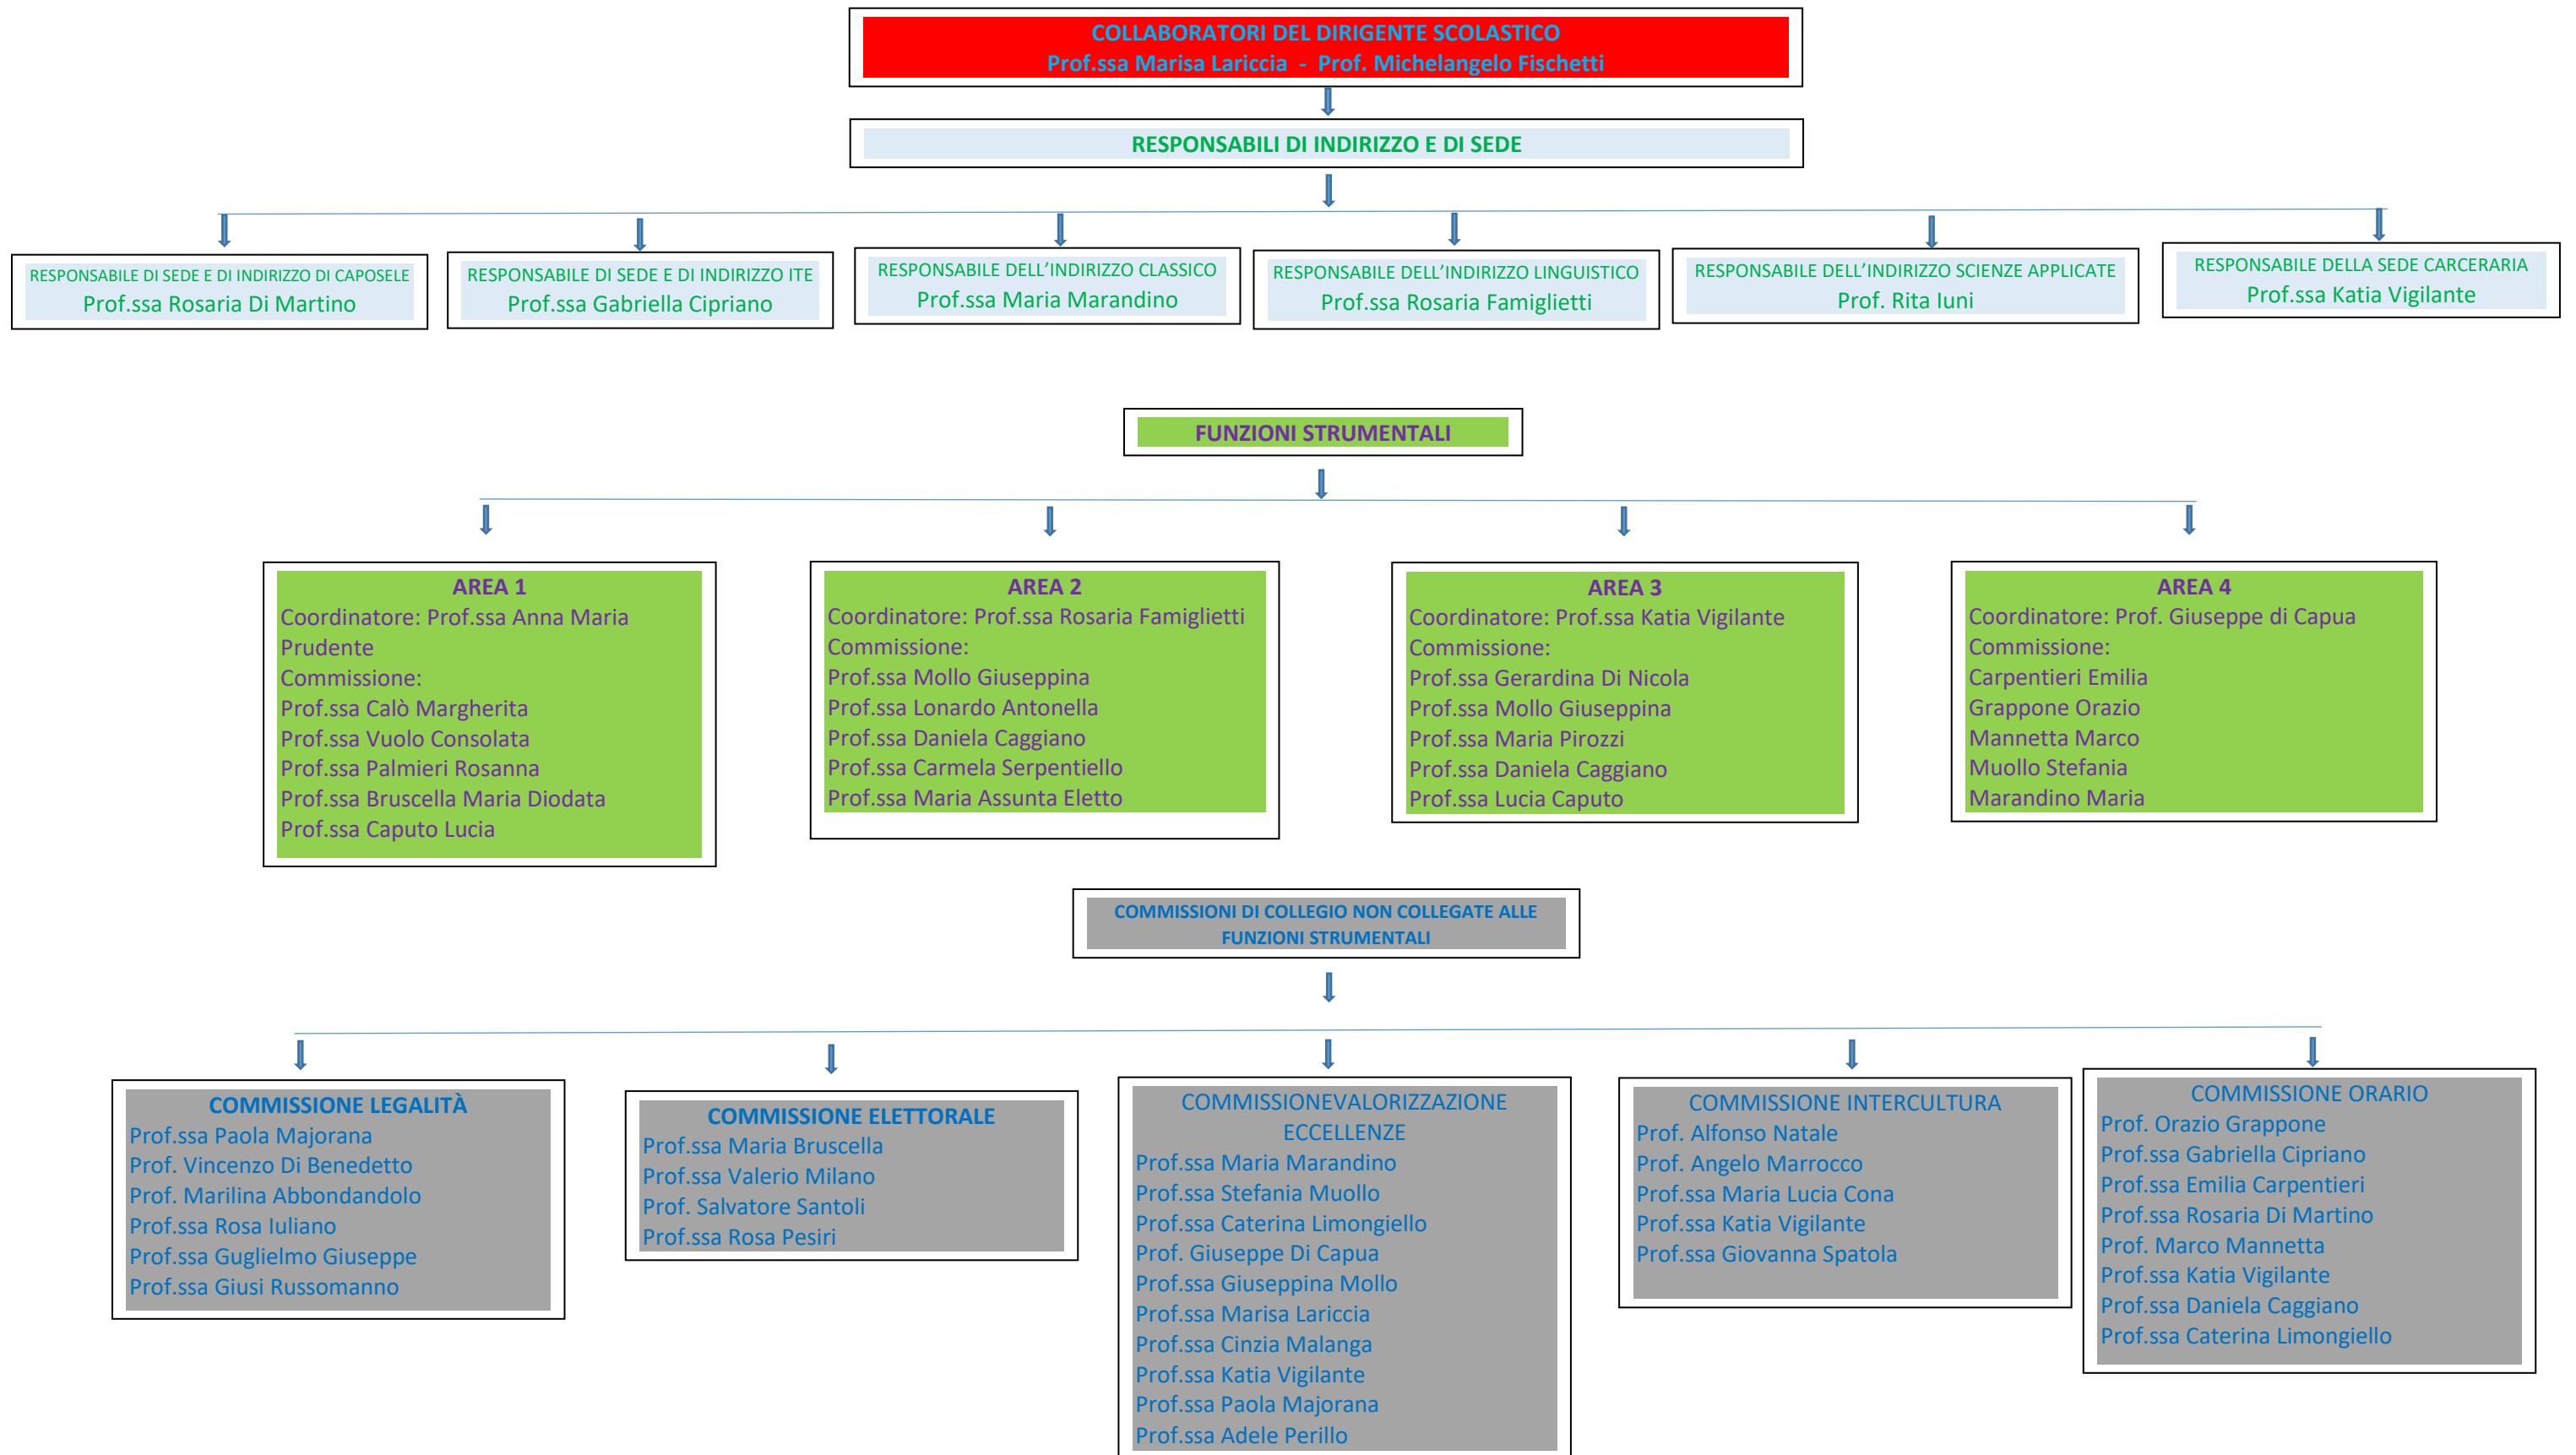 COLLABORATORI DEL DIRIGENTE SCOLASTICO
Prof.ssa Marisa Lariccia - Prof. Michelangelo Fischetti
RESPONSABILI DI INDIRIZZO E DI SEDE
RESPONSABILE DI SEDE E DI INDIRIZZO DI CAPOSELE
Prof.ssa Rosaria Di Martino
RESPONSABILE DI SEDE E DI INDIRIZZO ITE
Prof.ssa Gabriella Cipriano
RESPONSABILE DELL'INDIRIZZO CLASSICO
Prof.ssa Maria Marandino
RESPONSABILE DELL'INDIRIZZO LINGUISTICO
Prof.ssa Rosaria Famiglietti
RESPONSABILE DELL'INDIRIZZO SCIENZE APPLICATE
Prof. Rita Iuni
RESPONSABILE DELLA SEDE CARCERARIA
Prof.ssa Katia Vigilante
FUNZIONI STRUMENTALI
AREA 1
Coordinatore: Prof.ssa Anna Maria
Prudente
Commissione:
Prof.ssa Calò Margherita
Prof.ssa Vuolo Consolata
Prof.ssa Palmieri Rosanna
Prof.ssa Bruscella Maria Diodata
Prof.ssa Caputo Lucia
AREA 2
Coordinatore: Prof.ssa Rosaria Famiglietti
Commissione:
Prof.ssa Mollo Giuseppina
Prof.ssa Lonardo Antonella
Prof.ssa Daniela Caggiano
Prof.ssa Carmela Serpentiello
Prof.ssa Maria Assunta Eletto
AREA 3
Coordinatore: Prof.ssa Katia Vigilante
Commissione:
Prof.ssa Gerardina Di Nicola
Prof.ssa Mollo Giuseppina
Prof.ssa Maria Pirozzi
Prof.ssa Daniela Caggiano
Prof.ssa Lucia Caputo
AREA 4
Coordinatore: Prof. Giuseppe di Capua
Commissione:
Carpentieri Emilia
Grappone Orazio
Mannetta Marco
Muollo Stefania
Marandino Maria
COMMISSIONI DI COLLEGIO NON COLLEGATE ALLE
FUNZIONI STRUMENTALI
COMMISSIONE LEGALITÀ
Prof.ssa Paola Majorana
Prof. Vincenzo Di Benedetto
Prof. Marilina Abbondandolo
Prof.ssa Rosa Iuliano
Prof.ssa Guglielmo Giuseppe
Prof.ssa Giusi Russomanno
COMMISSIONE ELETTORALE
Prof.ssa Maria Bruscella
Prof.ssa Valerio Milano
Prof. Salvatore Santoli
Prof.ssa Rosa Pesiri
COMMISSIONEVALORIZZAZIONE
ECCELLENZE
Prof.ssa Maria Marandino
Prof.ssa Stefania Muollo
Prof.ssa Caterina Limongiello
Prof. Giuseppe Di Capua
Prof.ssa Giuseppina Mollo
Prof.ssa Marisa Lariccia
Prof.ssa Cinzia Malanga
Prof.ssa Katia Vigilante
Prof.ssa Paola Majorana
Prof.ssa Adele Perillo
COMMISSIONE INTERCULTURA
Prof. Alfonso Natale
Prof. Angelo Marrocco
Prof.ssa Maria Lucia Cona
Prof.ssa Katia Vigilante
Prof.ssa Giovanna Spatola
COMMISSIONE ORARIO
Prof. Orazio Grappone
Prof.ssa Gabriella Cipriano
Prof.ssa Emilia Carpentieri
Prof.ssa Rosaria Di Martino
Prof. Marco Mannetta
Prof.ssa Katia Vigilante
Prof.ssa Daniela Caggiano
Prof.ssa Caterina Limongiello